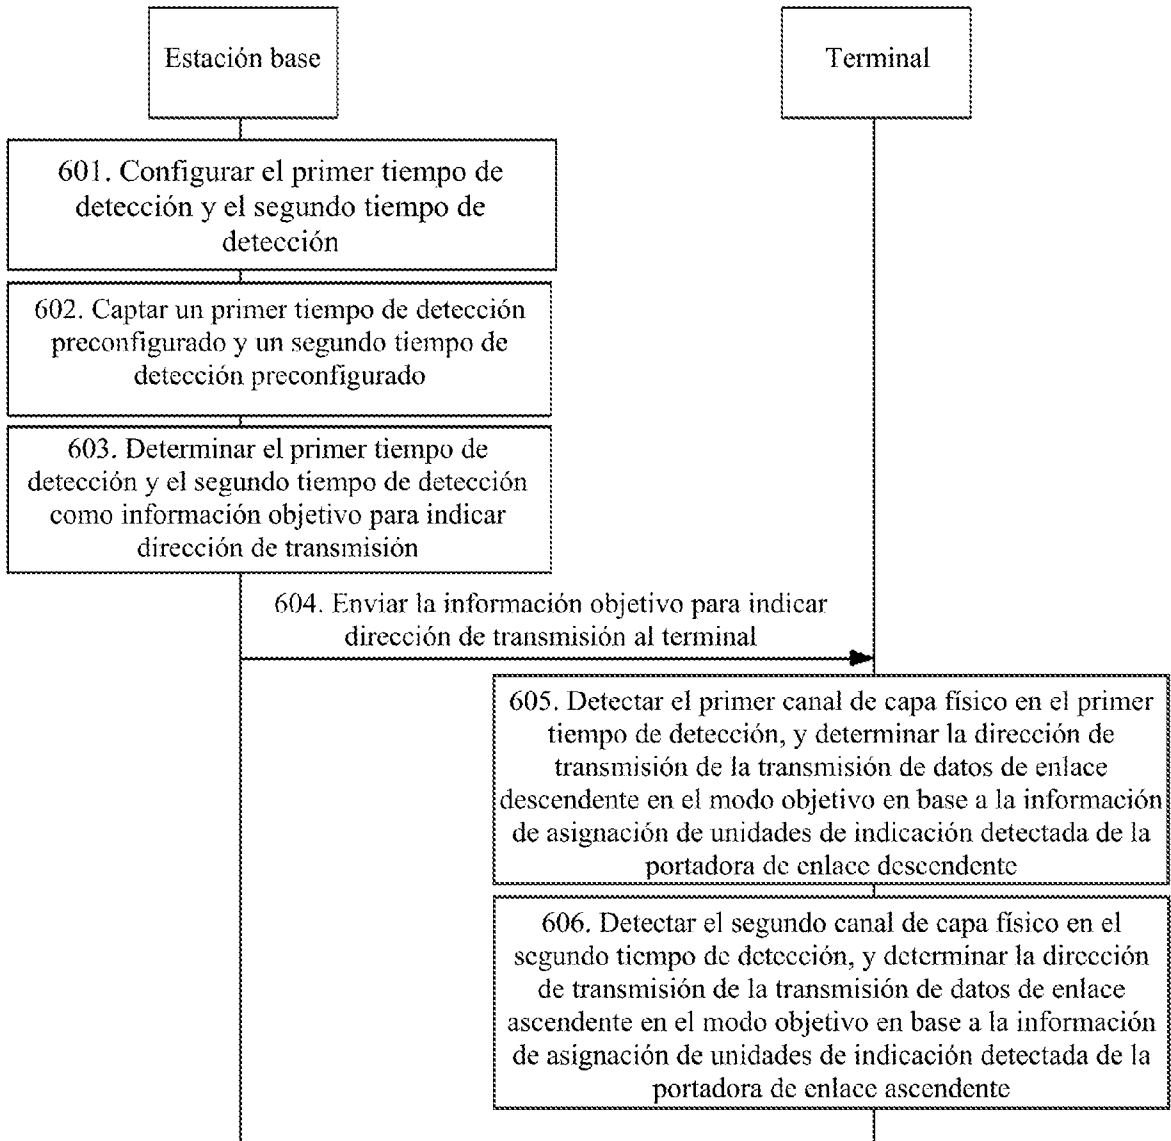 Estación base
Terminal
601. Configurar el primer tiempo de
detección y el segundo tiempo de
detección
602. Captar un primer tiempo de detección
preconfigurado y un segundo tiempo de
detección preconfigurado
603. Determinar el primer tiempo de
detección y el segundo tiempo de detección
como información objetivo para indicar
dirección de transmisión
604. Enviar la información objetivo para indicar
dirección de transmisión al terminal
605. Detectar el primer canal de capa físico en el primer
tiempo de detección, y determinar la dirección de
transmisión de la transmisión de datos de enlace
descendente en el modo objetivo en base a la información
de asignación de unidades de indicación detectada de la
portadora de enlace descendente
606. Detectar el segundo canal de capa físico en el
segundo tiempo de detección, y determinar la dirección
de transmisión de la transmisión de datos de enlace
ascendente en el modo objetivo en base a la información
de asignación de unidades de indicación detectada de la
portadora de enlace ascendente